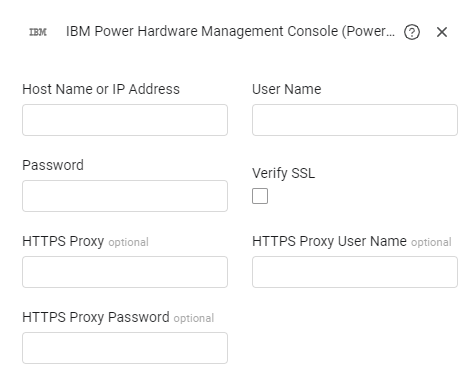 IBM IBM Power Hardware Management Console (Power...
Host Name or IP Address User Name
Password
Verify SSL
HTTPS Proxy optional HTTPS Proxy User Name optional
HTTPS Proxy Password optional